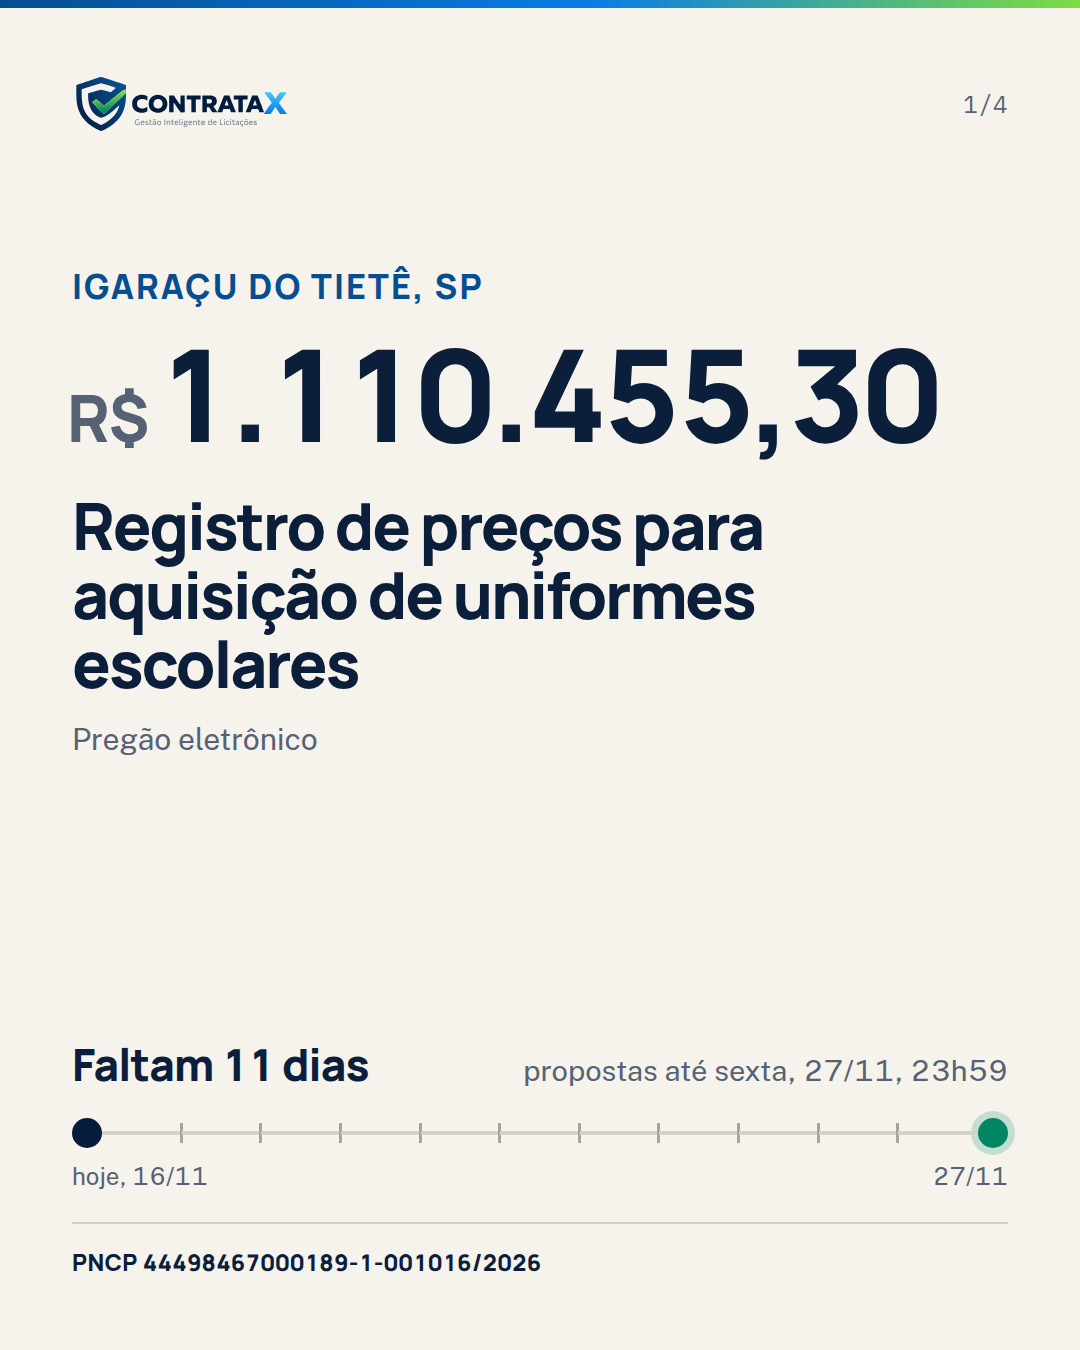 CONTRATAX
Gestão Inteligente de Licitações
1/4
IGARAÇU DO TIETÊ, SP
R$ 1.110.455,30
Registro de preços para
aquisição de uniformes
escolares
Pregão eletrônico
Faltam 11 dias
propostas até sexta, 27/11, 23h59
hoje, 16/11
27/11
PNCP 44498467000189-1-001016/2026